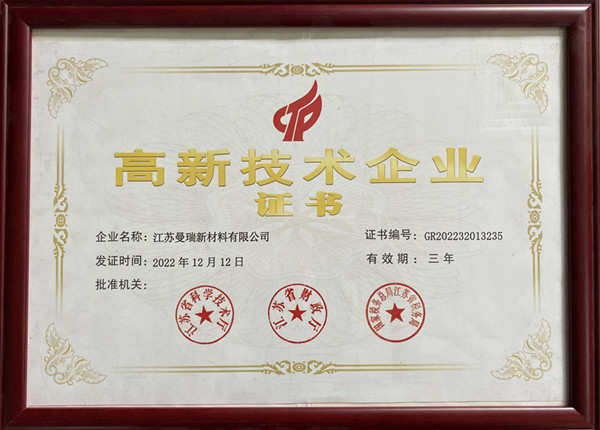 高新技术企业
证书
企业名称：江苏曼瑞新材料有限公司
证书编号：GR202232013235
发证时间：2022年12月12日
有效期：三年
批准机关：
江苏省科学技术厅
江苏省财政厅
国家税务总局江苏省税务局